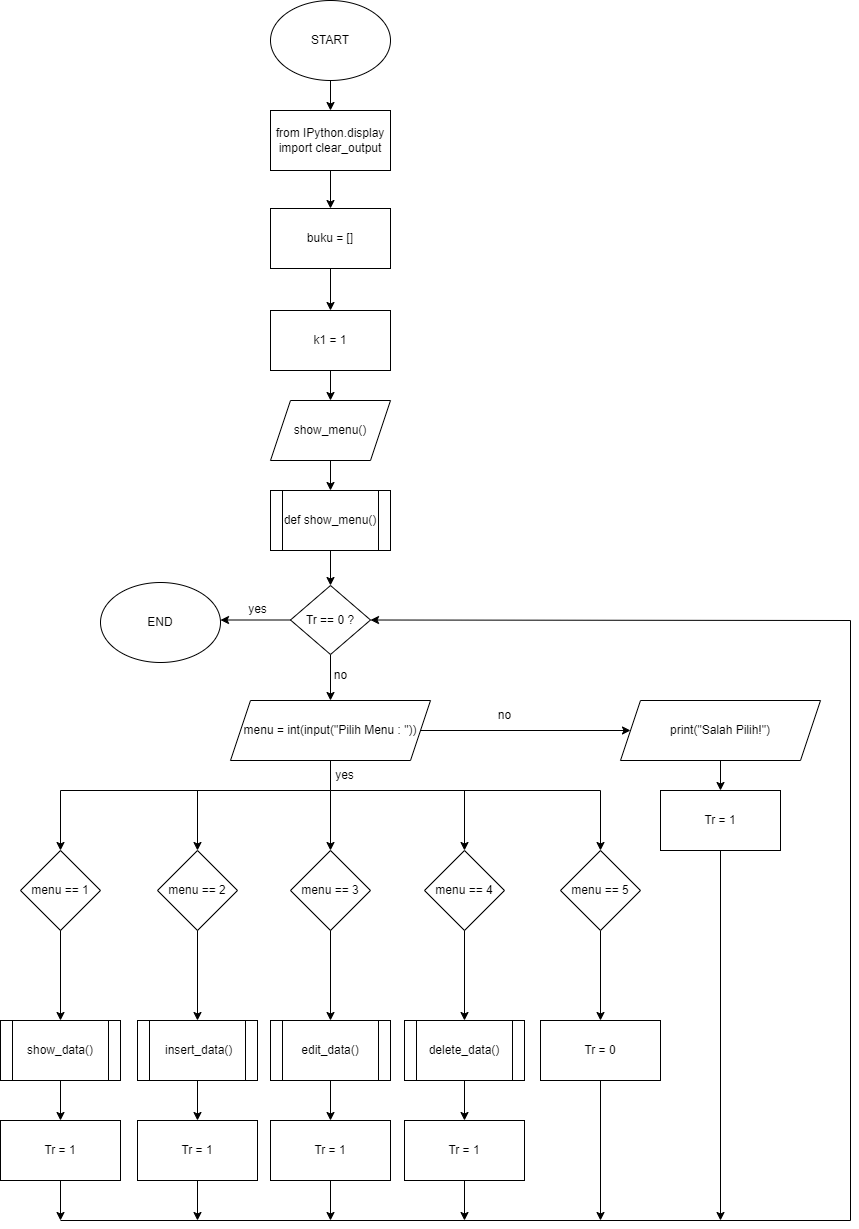 START
from IPython.display
import clear_output
buku = []
k1 = 1
show_menu()
def show_menu()
Tr == 0 ?
yes
END
no
menu = int(input("Pilih Menu : "))
no
print("Salah Pilih!")
yes
Tr = 1
menu == 1
menu == 2
menu == 3
menu == 4
menu == 5
show_data()
insert_data()
edit_data()
delete_data()
Tr = 0
Tr = 1
Tr = 1
Tr = 1
Tr = 1